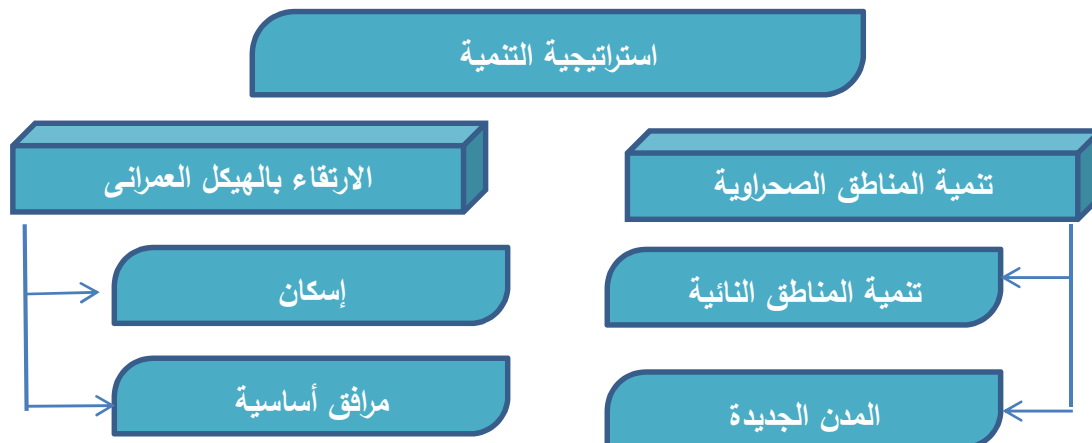 استراتيجية التنمية
تنمية المناطق الصحراوية
الارتقاء بالهيكل العمرانى
تنمية المناطق النائية
إسكان
المدن الجديدة
مرافق أساسية